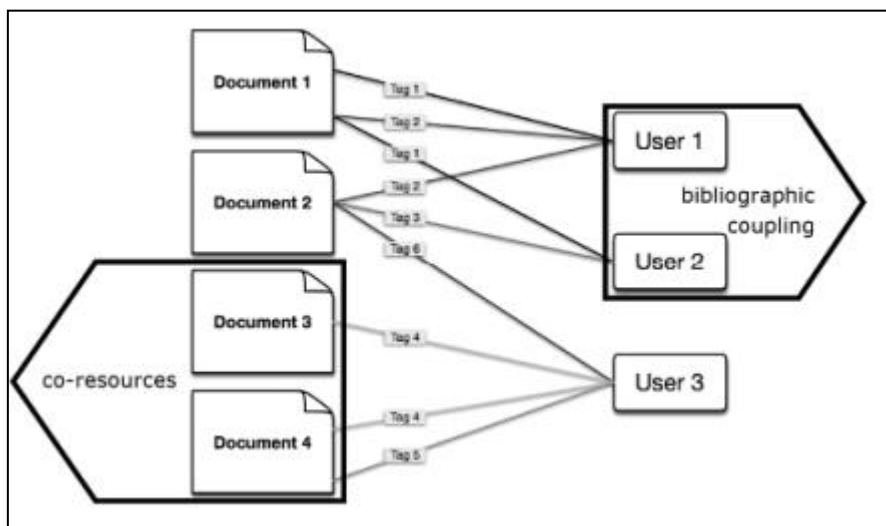 Document 1
Tag 1
Tag 2
User 1
Tag 1
Document 2
Tag 2
Tag 3
bibliographic
coupling
User 2
Tag 6
Document 3
Tag 4
co-resources
User 3
Document 4
Tag 4
Tag 5